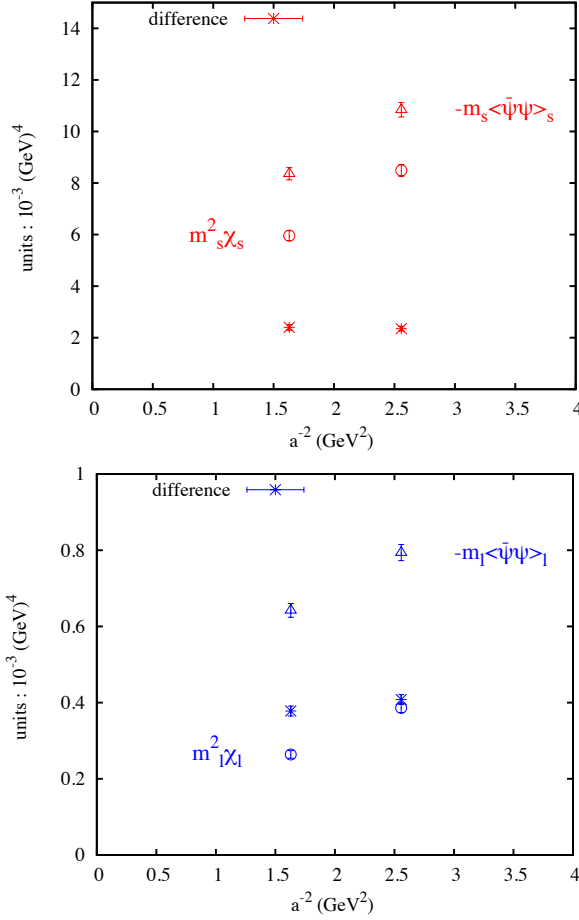 difference
-m_s<ψ̄ψ>_s
m²_sχ_s
units : 10⁻³ (GeV)⁴
14
12
10
8
6
4
2
0
0 0.5 1 1.5 2 2.5 3 3.5 4
a⁻² (GeV²)
difference
-m_l<ψ̄ψ>_l
m²_lχ_l
units : 10⁻³ (GeV)⁴
1
0.8
0.6
0.4
0.2
0
0 0.5 1 1.5 2 2.5 3 3.5 4
a⁻² (GeV²)